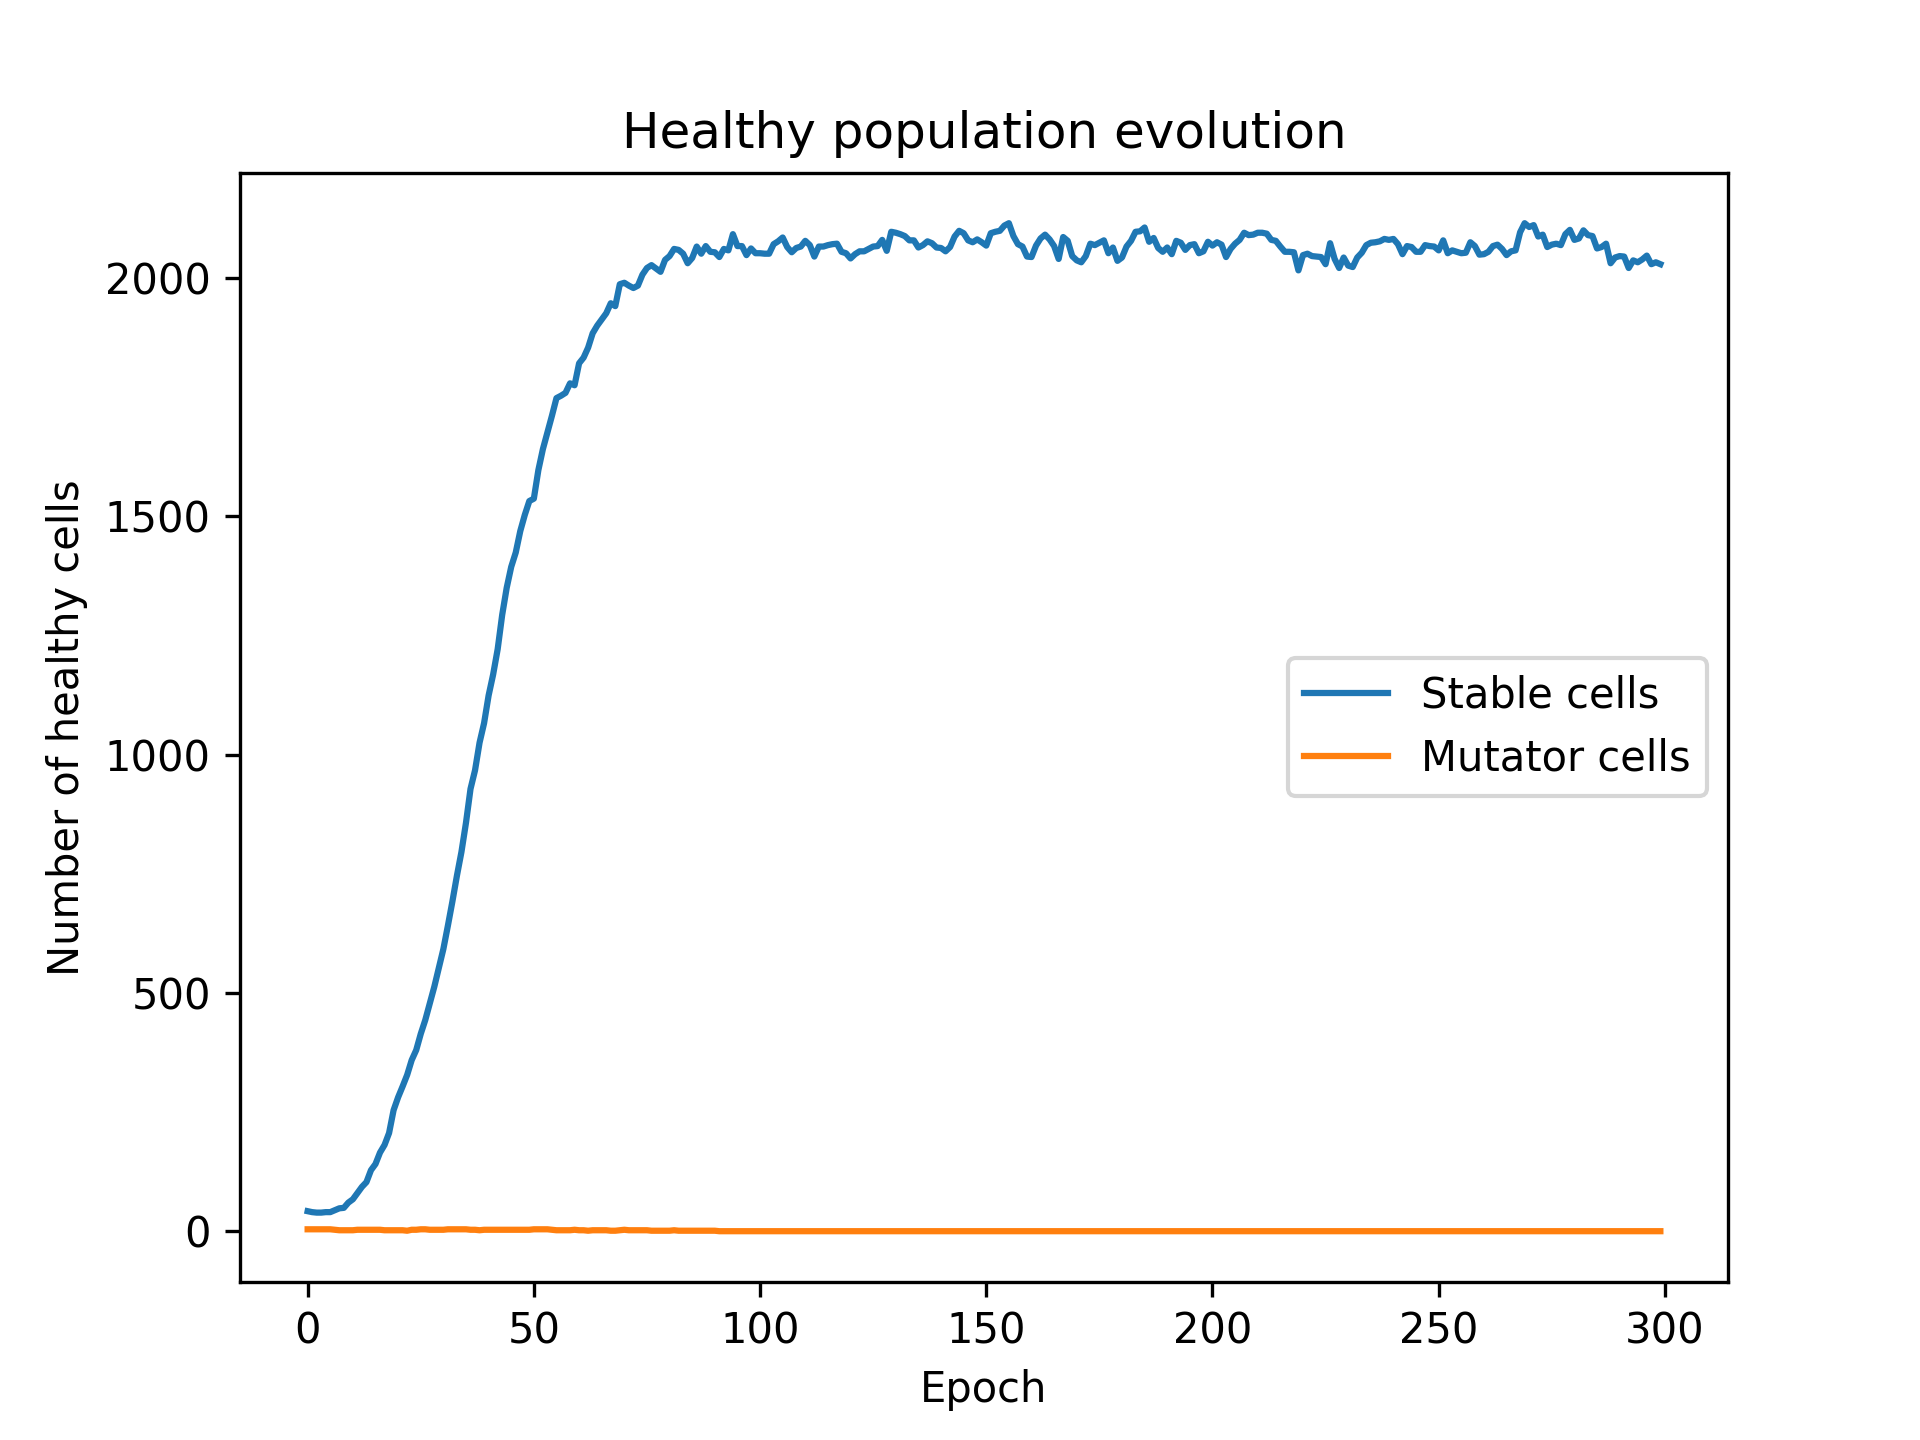 Healthy population evolution
Number of healthy cells
2000
1500
1000
500
0
Stable cells
Mutator cells
0 50 100 150 200 250 300
Epoch